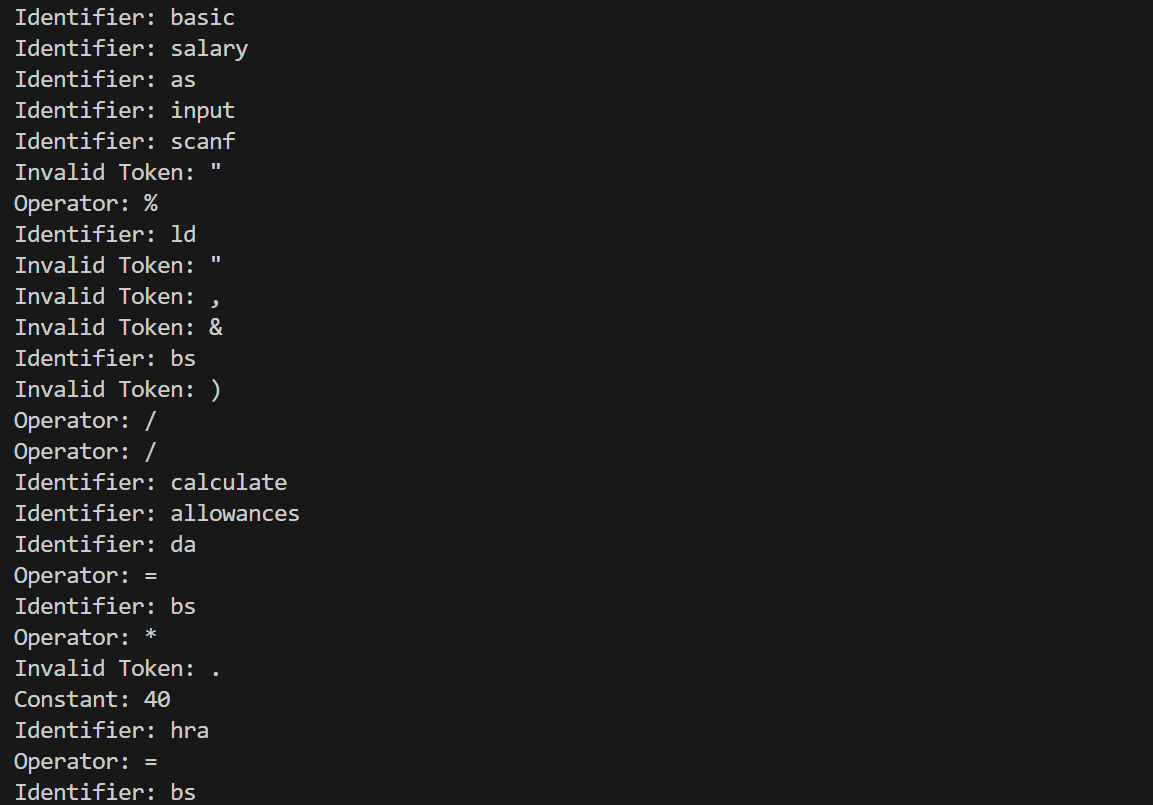 Identifier: basic
Identifier: salary
Identifier: as
Identifier: input
Identifier: scanf
Invalid Token: "
Operator: %
Identifier: ld
Invalid Token: "
Invalid Token: ,
Invalid Token: &
Identifier: bs
Invalid Token: )
Operator: /
Operator: /
Identifier: calculate
Identifier: allowances
Identifier: da
Operator: =
Identifier: bs
Operator: *
Invalid Token: .
Constant: 40
Identifier: hra
Operator: =
Identifier: bs